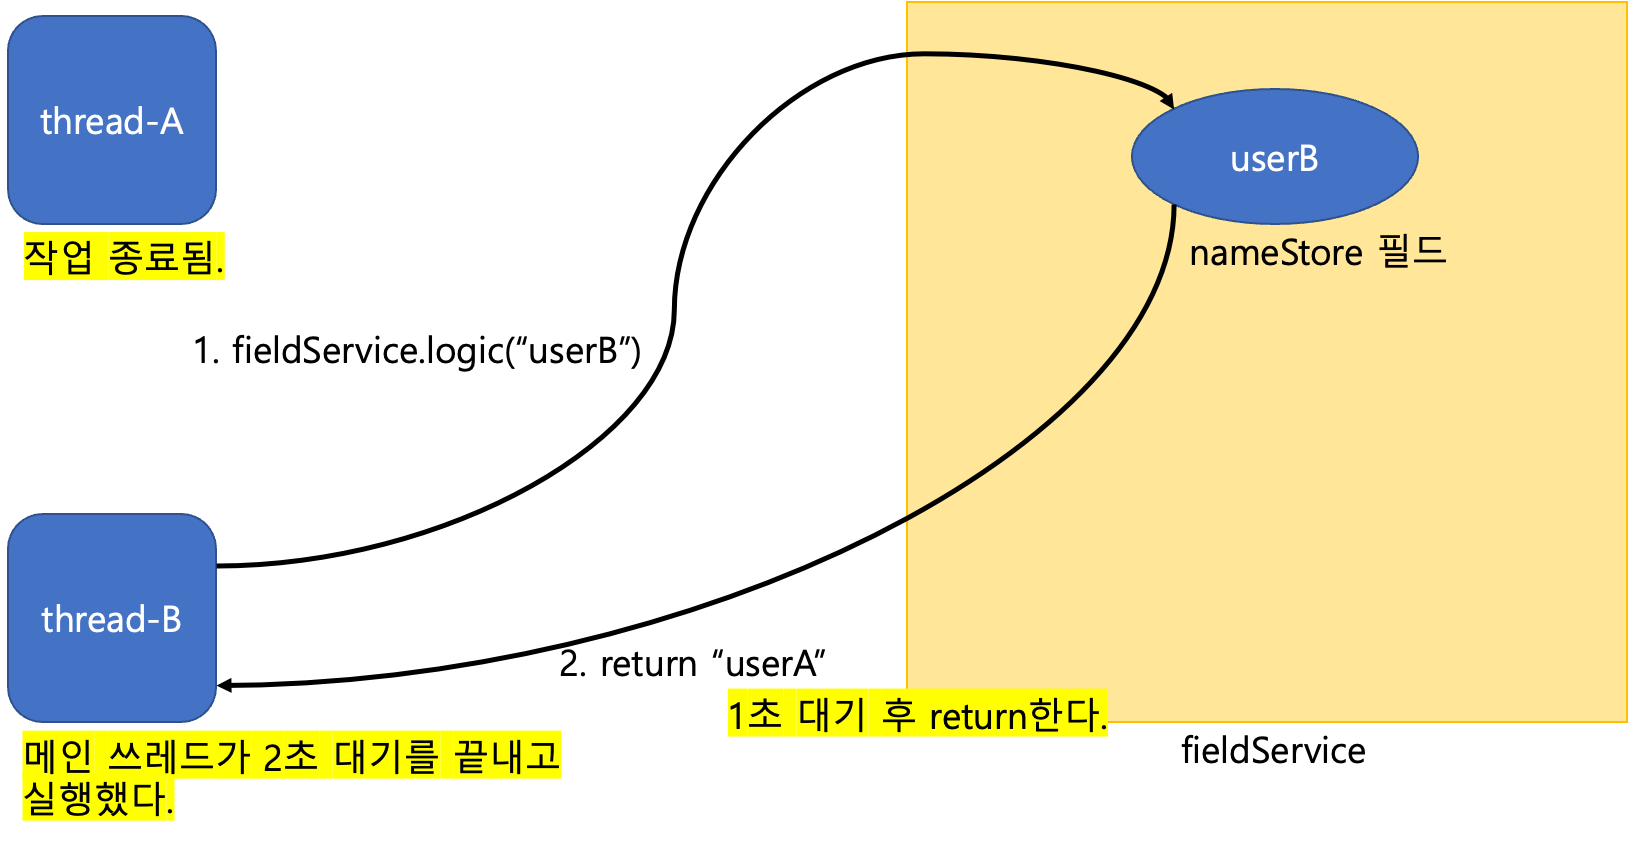 thread-A
작업 종료됨.
userB
nameStore 필드
1. fieldService.logic(“userB”)
thread-B
2. return “userA”
1초 대기 후 return한다.
fieldService
메인 쓰레드가 2초 대기를 끝내고
실행했다.